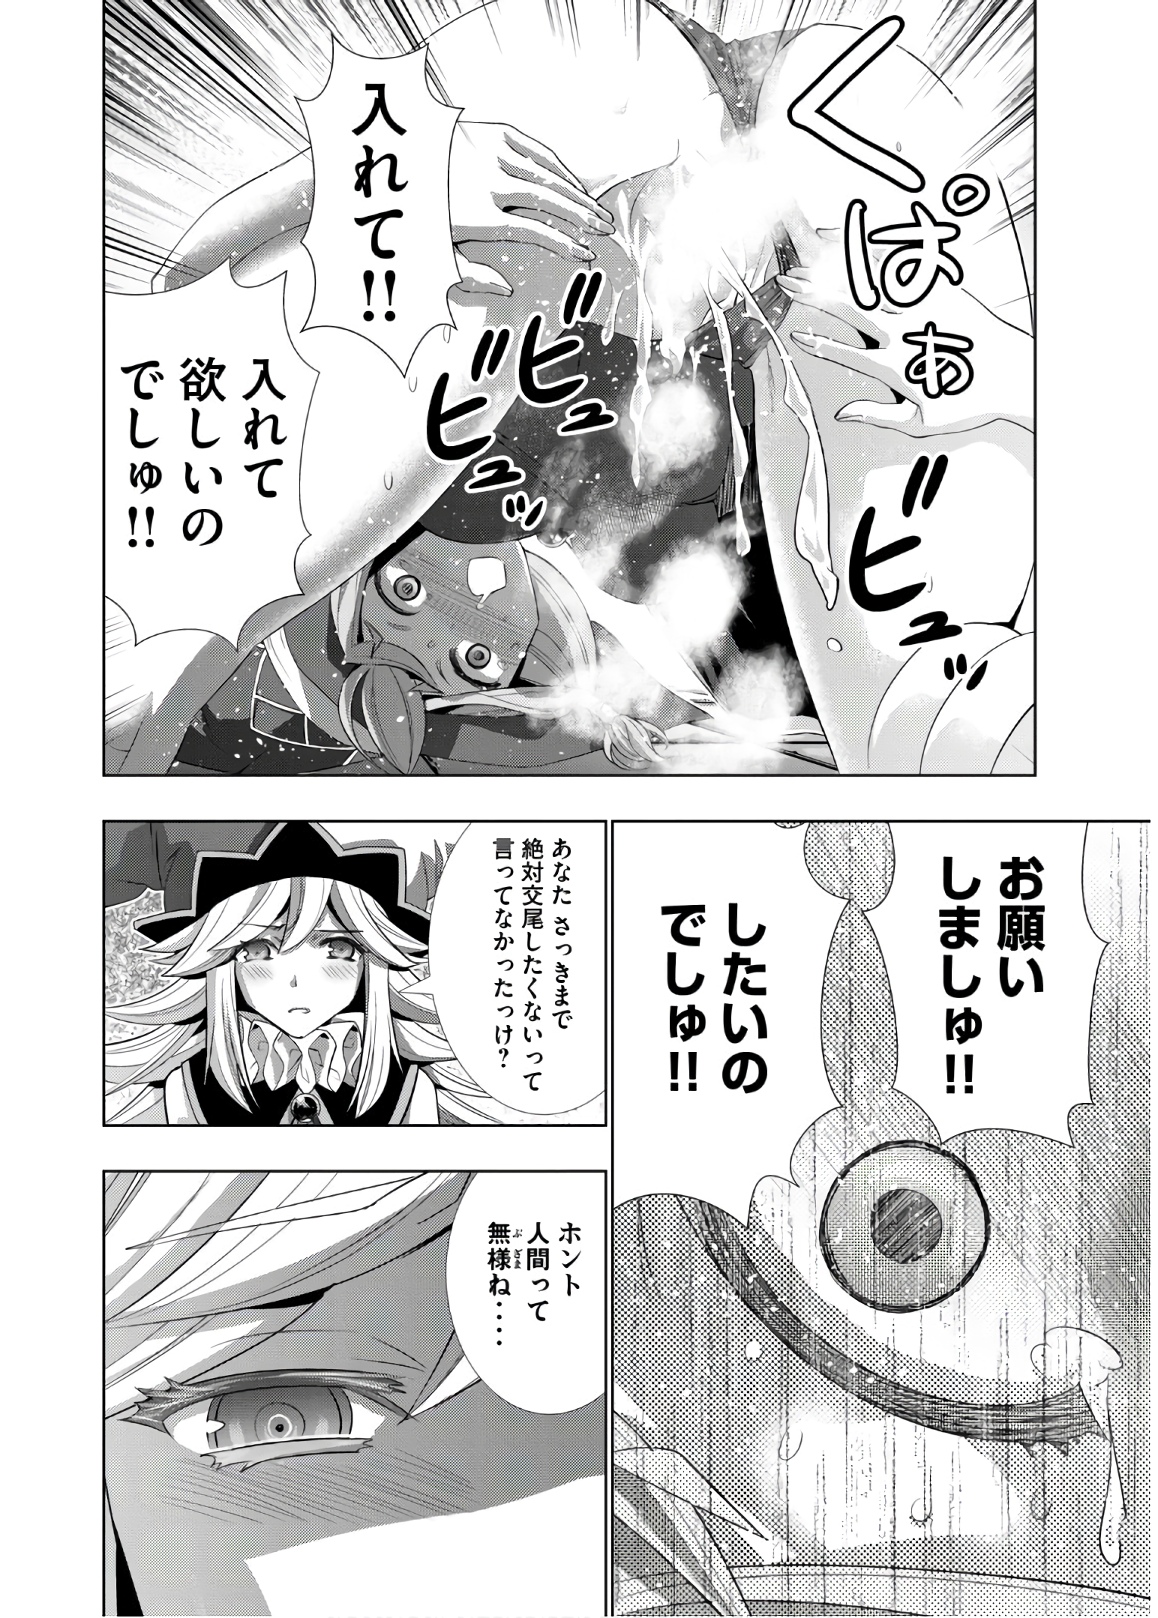 くぱぁ
入れて!!
入れて
欲しいの
でしゅ!!
ビュ
ビュッ
ビュッ
お願い
しましゅ!!
したいの
でしゅ!!
あなた さっきまで
絶対交尾したくないって
言ってなかったっけ?
ホント
人間って
無様ね‥‥
ぶざま